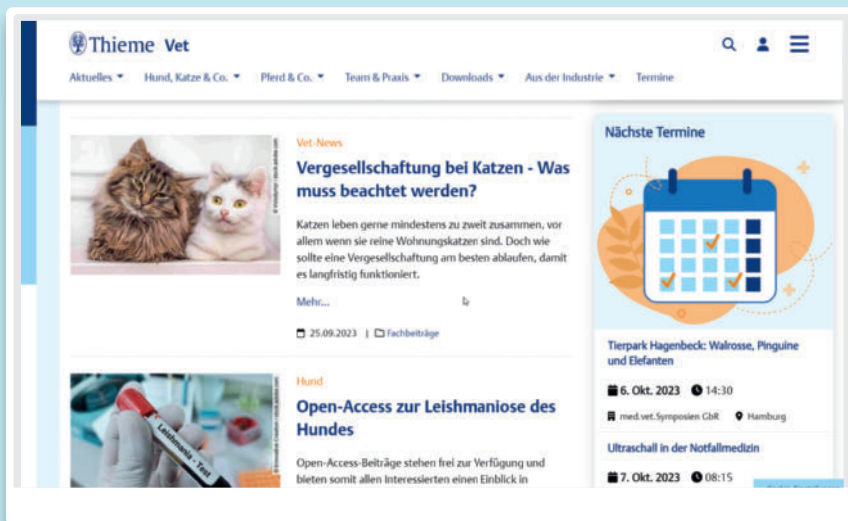 Thieme Vet
Aktuelles
Hund, Katze & Co.
Pferd & Co.
Team & Praxis
Downloads
Aus der Industrie
Termine
Vet-News
Vergesellschaftung bei Katzen - Was
muss beachtet werden?
Katzen leben gerne mindestens zu zweit zusammen, vor
allem wenn sie reine Wohnungskatzen sind. Doch wie
sollte eine Vergesellschaftung am besten ablaufen, damit
es langfristig funktioniert.
Mehr...
25.09.2023 | Fachbeiträge
Hund
Open-Access zur Leishmaniose des
Hundes
Open-Access-Beiträge stehen frei zur Verfügung und
bieten somit allen Interessierten einen Einblick in
Leishmania - Test
Nächste Termine
Tierpark Hagenbeck: Walrosse, Pinguine
und Elefanten
6. Okt. 2023 14:30
med.vet.Symposien GbR Hamburg
Ultraschall in der Notfallmedizin
7. Okt. 2023 08:15